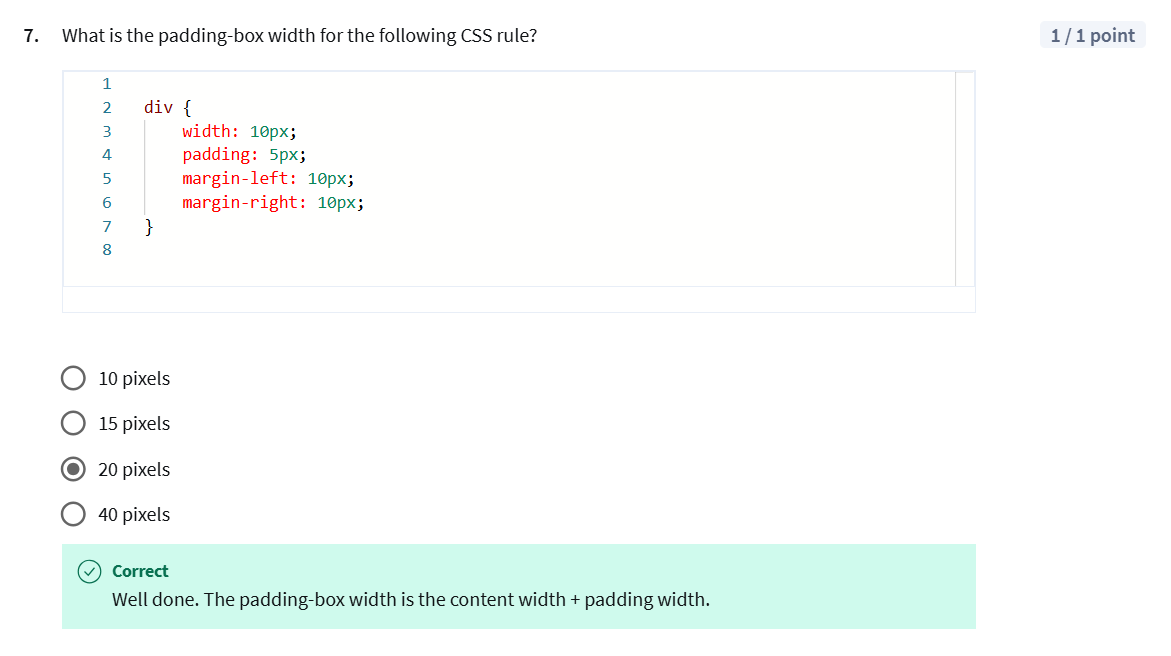 7. What is the padding-box width for the following CSS rule?
1 / 1 point
1
2 div {
3 width: 10px;
4 padding: 5px;
5 margin-left: 10px;
6 margin-right: 10px;
7 }
8
10 pixels
15 pixels
20 pixels
40 pixels
Correct
Well done. The padding-box width is the content width + padding width.